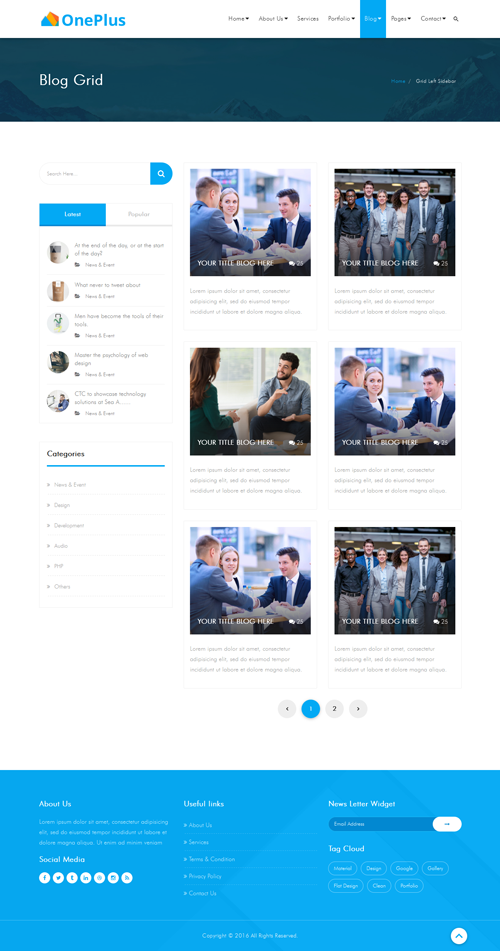 OnePlus
Home About Us Services Portfolio Blog Pages Contact
Blog Grid
Home / Grid Left Sidebar
Search Here...
Latest Popular
At the end of the day, or at the start
of the day?
News & Event
What never to tweet about
News & Event
Men have become the tools of their
tools.
News & Event
Master the psychology of web
design
News & Event
CTC to showcase technology
solutions at Sea A......
News & Event
Categories
» News & Event
» Design
» Development
» Audio
» PHP
» Others
YOUR TITLE BLOG HERE 25
Lorem ipsum dolor sit amet, consectetur
adipisicing elit, sed do eiusmod tempor
incididunt ut labore et dolore magna aliqua.
YOUR TITLE BLOG HERE 25
Lorem ipsum dolor sit amet, consectetur
adipisicing elit, sed do eiusmod tempor
incididunt ut labore et dolore magna aliqua.
YOUR TITLE BLOG HERE 25
Lorem ipsum dolor sit amet, consectetur
adipisicing elit, sed do eiusmod tempor
incididunt ut labore et dolore magna aliqua.
YOUR TITLE BLOG HERE 25
Lorem ipsum dolor sit amet, consectetur
adipisicing elit, sed do eiusmod tempor
incididunt ut labore et dolore magna aliqua.
YOUR TITLE BLOG HERE 25
Lorem ipsum dolor sit amet, consectetur
adipisicing elit, sed do eiusmod tempor
incididunt ut labore et dolore magna aliqua.
YOUR TITLE BLOG HERE 25
Lorem ipsum dolor sit amet, consectetur
adipisicing elit, sed do eiusmod tempor
incididunt ut labore et dolore magna aliqua.
‹ 1 2 ›
About Us
Lorem ipsum dolor sit amet, consectetur adipisicing
elit, sed do eiusmod tempor incididunt ut labore et
dolore magna aliqua. Ut enim ad minim veniam
Social Media
Useful links
» About Us
» Services
» Terms & Condition
» Privacy Policy
» Contact Us
News Letter Widget
Email Address
Tag Cloud
Material Design Google Gallery
Flat Design Clean Portfolio
Copyright © 2016 All Rights Reserved.